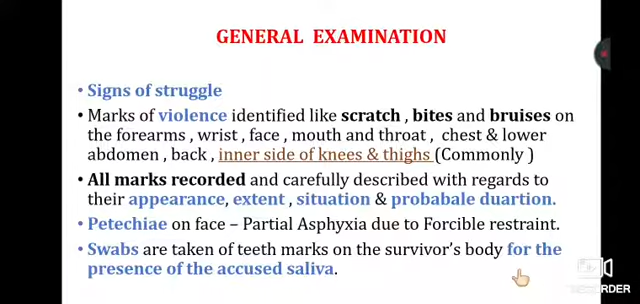 GENERAL EXAMINATION
• Signs of struggle
• Marks of violence identified like scratch , bites and bruises on
the forearms , wrist , face , mouth and throat , chest & lower
abdomen , back , inner side of knees & thighs (Commonly )
• All marks recorded and carefully described with regards to
their appearance, extent , situation & probabale duartion.
• Petechiae on face – Partial Asphyxia due to Forcible restraint.
• Swabs are taken of teeth marks on the survivor's body for
the presence of the accused saliva.